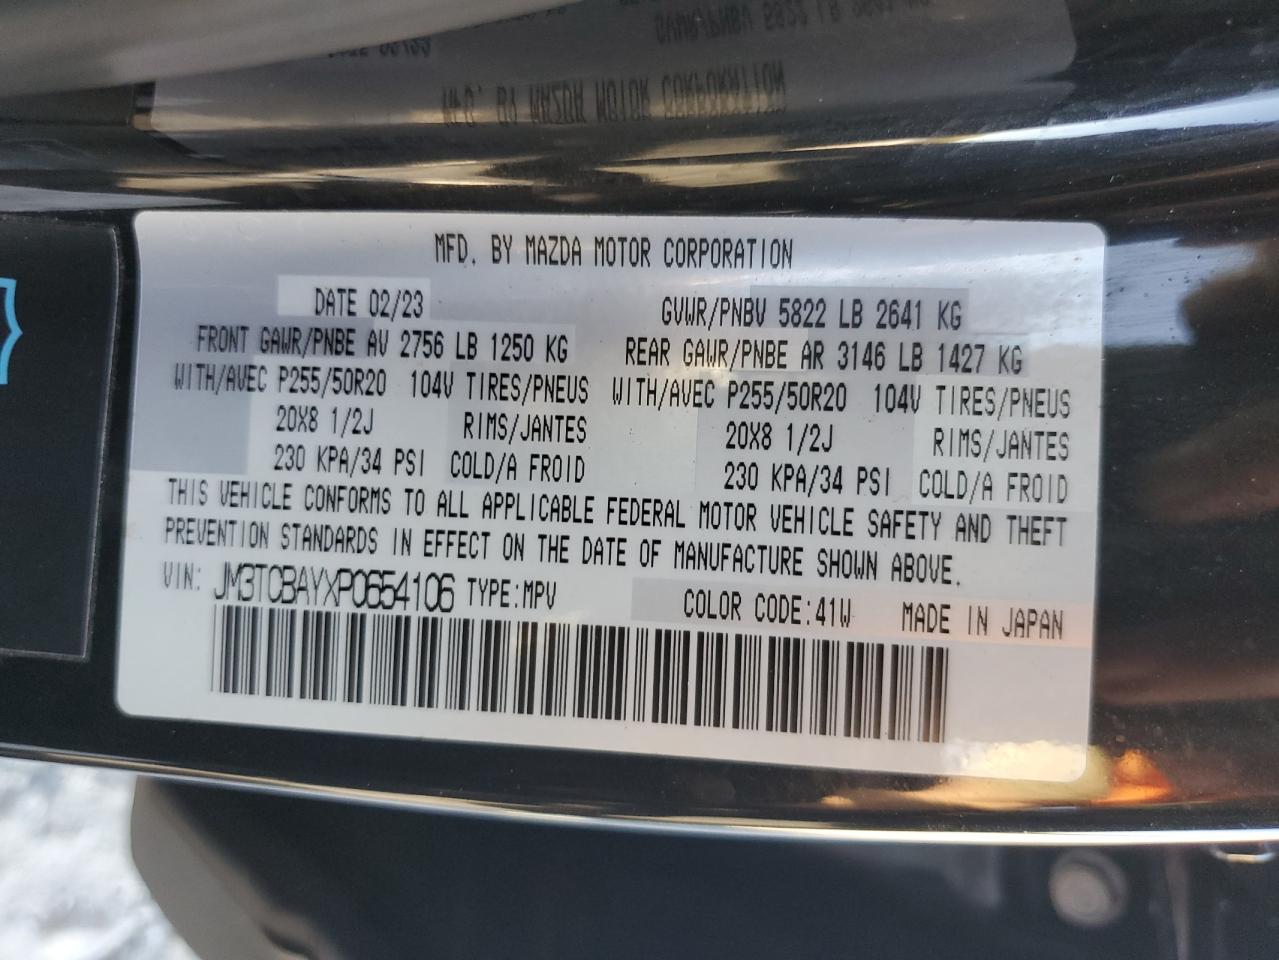 MFD. BY MAZDA MOTOR CORPORATION
DATE 02/23 GVWR/PNBV 5822 LB 2641 KG
FRONT GAWR/PNBE AV 2756 LB 1250 KG REAR GAWR/PNBE AR 3146 LB 1427 KG
WITH/AVEC P255/50R20 104V TIRES/PNEUS WITH/AVEC P255/50R20 104V TIRES/PNEUS
20X8 1/2J RIMS/JANTES 20X8 1/2J RIMS/JANTES
230 KPA/34 PSI COLD/A FROID 230 KPA/34 PSI COLD/A FROID
THIS VEHICLE CONFORMS TO ALL APPLICABLE FEDERAL MOTOR VEHICLE SAFETY AND THEFT
PREVENTION STANDARDS IN EFFECT ON THE DATE OF MANUFACTURE SHOWN ABOVE.
VIN: JM3TCBAYXP0654106 TYPE:MPV COLOR CODE:41W MADE IN JAPAN